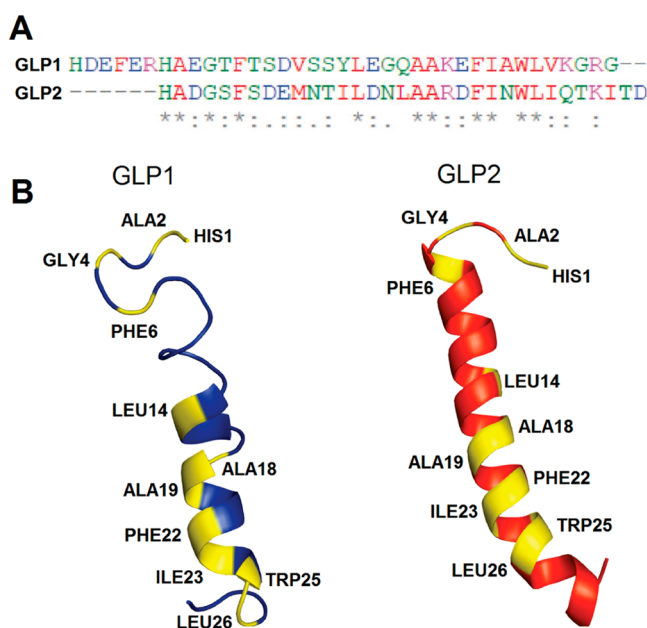 A
GLP1 HDEFERHAEGTFTSDVSSYLEGQAAKEFIAWLVKGRG--
GLP2 ------HADGSFSDEMNTILDNLAARDFINWLIQTKITD
**:*:*:.:.: *:. **::** **:: :
B
GLP1
GLP2
ALA2
HIS1
GLY4
PHE6
LEU14
ALA18
ALA19
PHE22
ILE23
TRP25
LEU26
GLY4
ALA2
HIS1
PHE6
LEU14
ALA18
ALA19
PHE22
ILE23
TRP25
LEU26